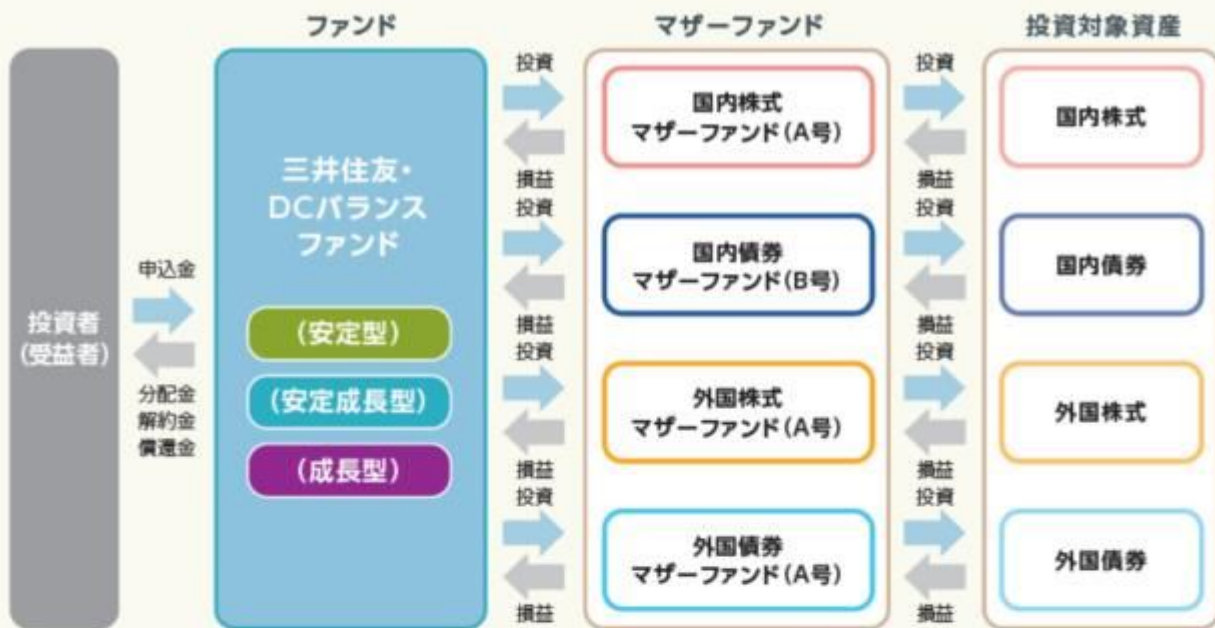 ファンド
マザーファンド
投資対象資産
投資者
(受益者)
申込金
分配金
解約金
償還金
三井住友・
DCバランス
ファンド
(安定型)
(安定成長型)
(成長型)
投資
損益
投資
損益
投資
損益
投資
損益
国内株式
マザーファンド(A号)
国内債券
マザーファンド(B号)
外国株式
マザーファンド(A号)
外国債券
マザーファンド(A号)
投資
損益
投資
損益
投資
損益
投資
損益
国内株式
国内債券
外国株式
外国債券